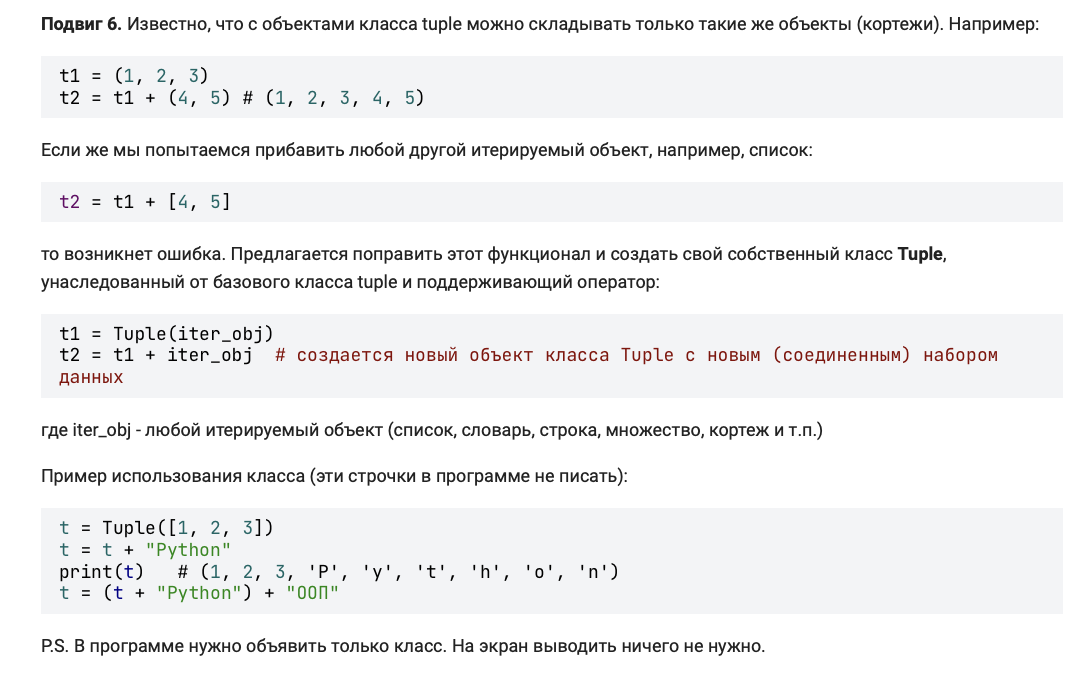 Подвиг 6. Известно, что с объектами класса tuple можно складывать только такие же объекты (кортежи). Например:
t1 = (1, 2, 3)
t2 = t1 + (4, 5) # (1, 2, 3, 4, 5)
Если же мы попытаемся прибавить любой другой итерируемый объект, например, список:
t2 = t1 + [4, 5]
то возникнет ошибка. Предлагается поправить этот функционал и создать свой собственный класс Tuple,
унаследованный от базового класса tuple и поддерживающий оператор:
t1 = Tuple(iter_obj)
t2 = t1 + iter_obj  # создается новый объект класса Tuple с новым (соединенным) набором
данных
где iter_obj - любой итерируемый объект (список, словарь, строка, множество, кортеж и т.п.)
Пример использования класса (эти строчки в программе не писать):
t = Tuple([1, 2, 3])
t = t + "Python"
print(t)   # (1, 2, 3, 'P', 'y', 't', 'h', 'o', 'n')
t = (t + "Python") + "ООП"
P.S. В программе нужно объявить только класс. На экран выводить ничего не нужно.